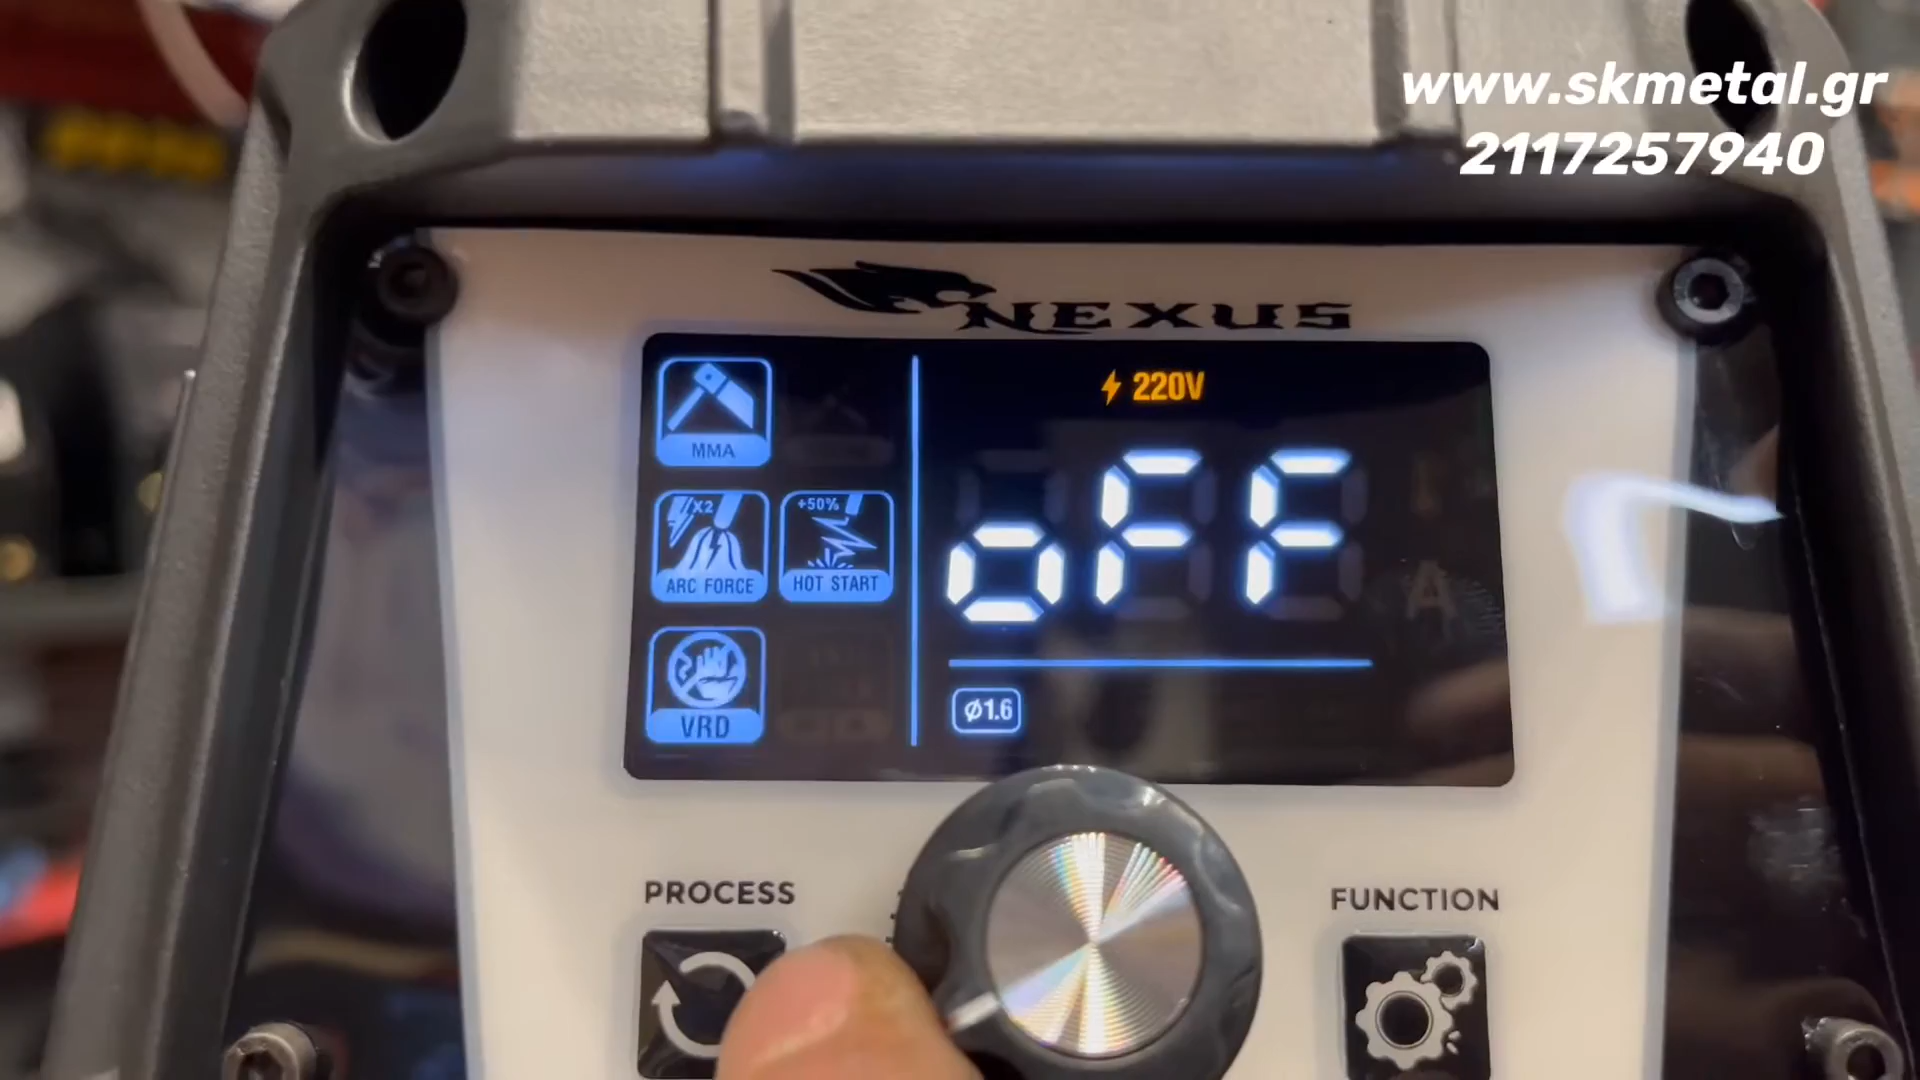 www.skmetal.gr
2117257940
NEXUS
220V
MMA
oFF
X2
+50%
ARC FORCE
HOT START
A
VRD
Ø1.6
PROCESS
FUNCTION